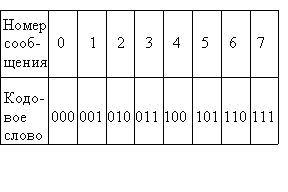 Номер
сооб-
щения
0 1 2 3 4 5 6 7
Кодо-
вое
слово
000 001 010 011 100 101 110 111